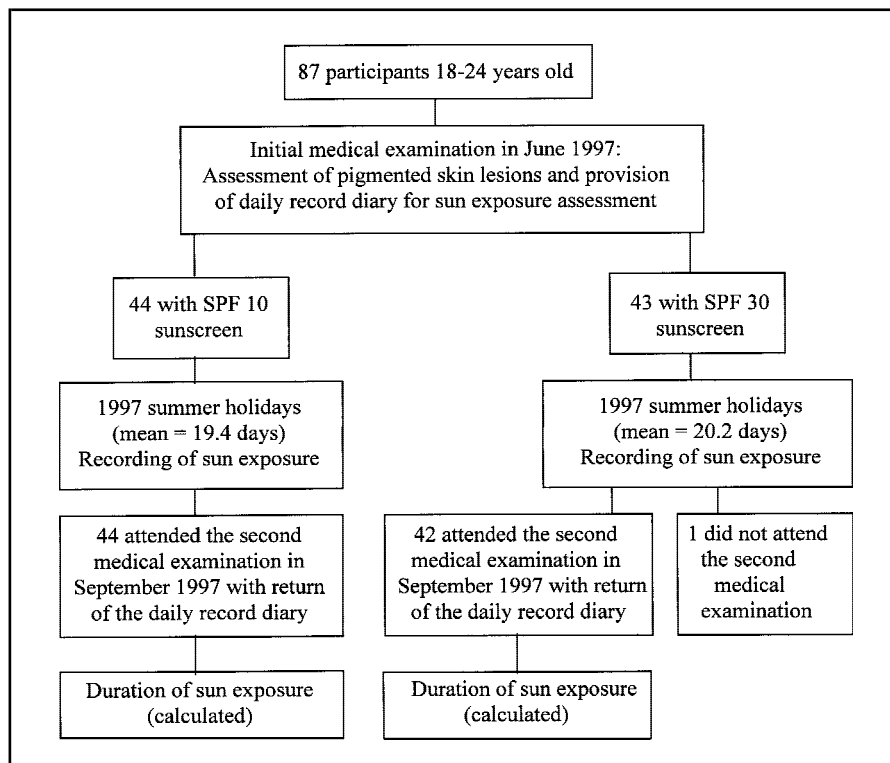 87 participants 18-24 years old
Initial medical examination in June 1997:
Assessment of pigmented skin lesions and provision
of daily record diary for sun exposure assessment
44 with SPF 10
sunscreen
43 with SPF 30
sunscreen
1997 summer holidays
(mean = 19.4 days)
Recording of sun exposure
1997 summer holidays
(mean = 20.2 days)
Recording of sun exposure
44 attended the second
medical examination in
September 1997 with return
of the daily record diary
42 attended the second
medical examination in
September 1997 with return
of the daily record diary
1 did not attend
the second
medical
examination
Duration of sun exposure
(calculated)
Duration of sun exposure
(calculated)